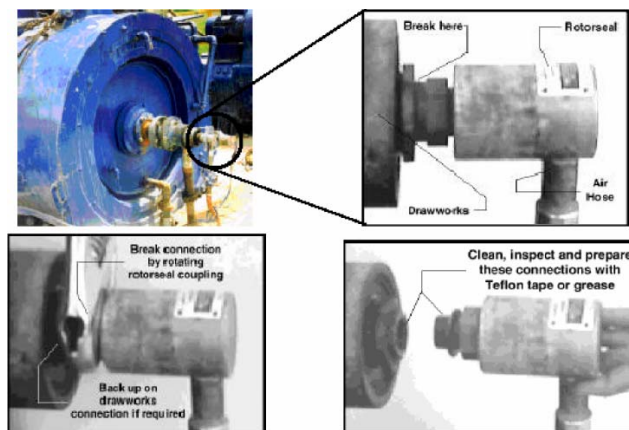 Break here
Rotorseal
Drawworks
Air
Hose
Break connection
by rotating
rotorseal coupling
Back up on
drawworks
connection if required
Clean, inspect and prepare
these connections with
Teflon tape or grease